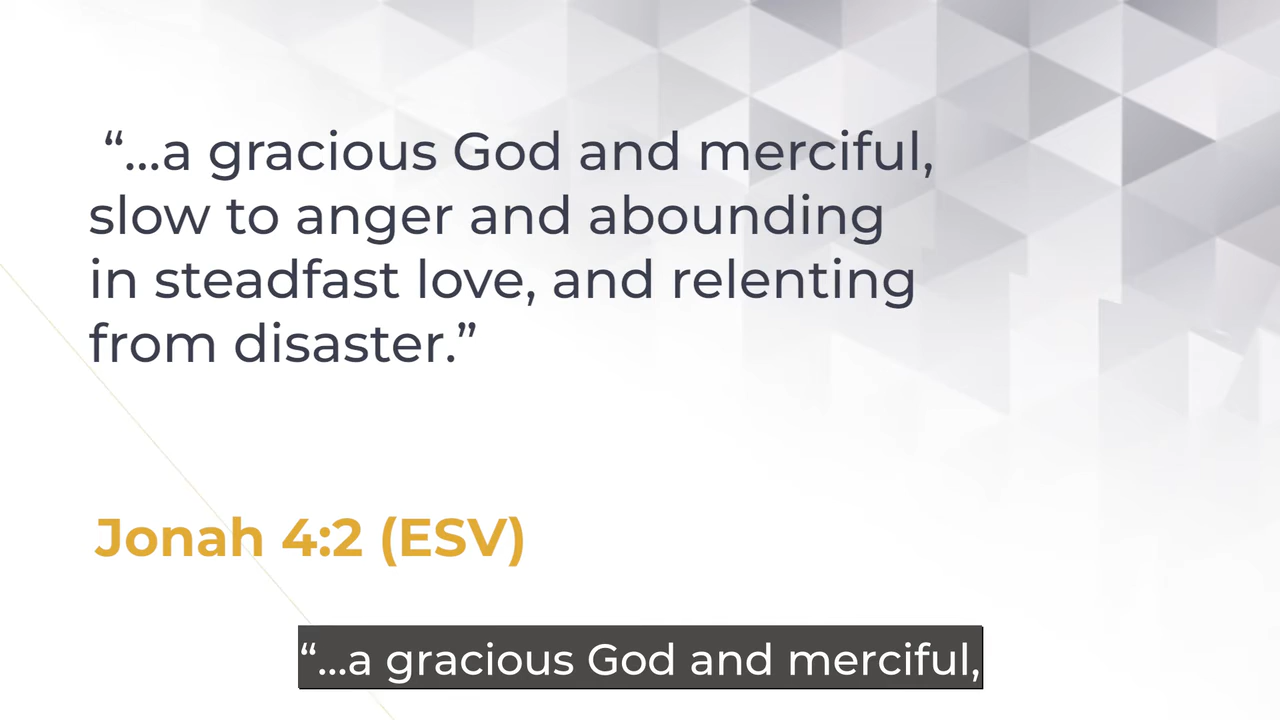 “...a gracious God and merciful,
slow to anger and abounding
in steadfast love, and relenting
from disaster.”
Jonah 4:2 (ESV)
“...a gracious God and merciful,